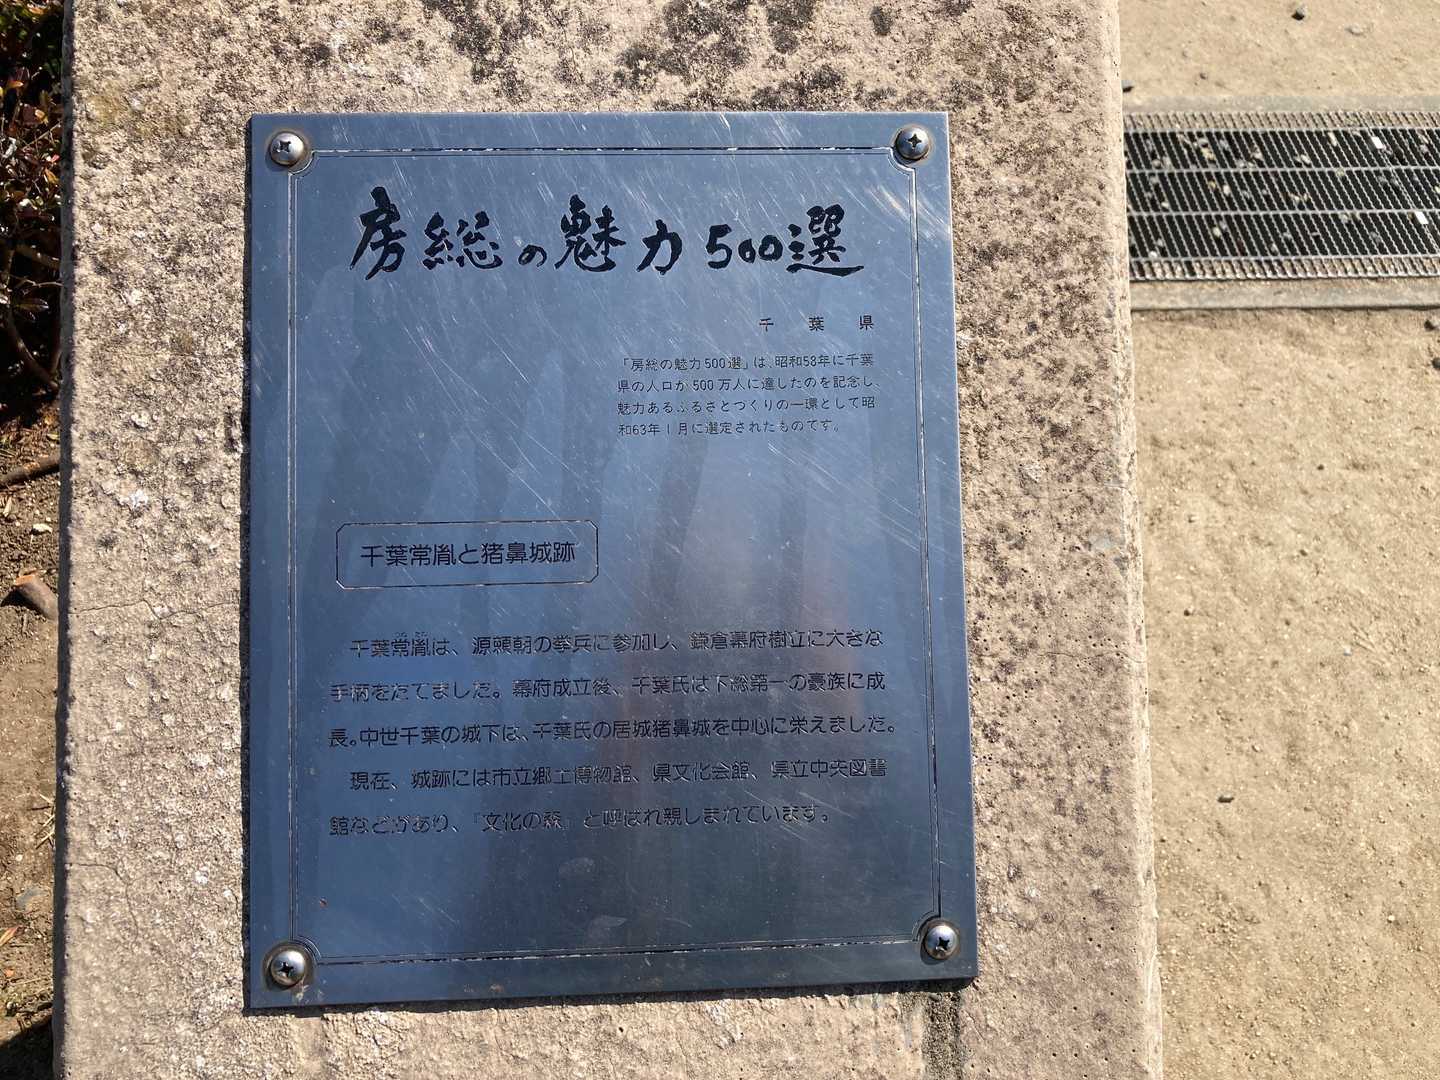 房総の魅力500選
千葉県
「房総の魅力500選」は、昭和58年に千葉
県の人口が500万人に達したのを記念し、
魅力あるふるさとづくりの一環として昭
和63年1月に選定されたものです。
千葉常胤と猪鼻城跡
千葉常胤は、源頼朝の挙兵に参加し、鎌倉幕府樹立に大きな
手柄をたてました。幕府成立後、千葉氏は下総第一の豪族に成
長。中世千葉の城下は、千葉氏の居城猪鼻城を中心に栄えました。
現在、城跡には市立郷土博物館、県文化会館、県立中央図書
館などがあり、『文化の森』と呼ばれ親しまれています。